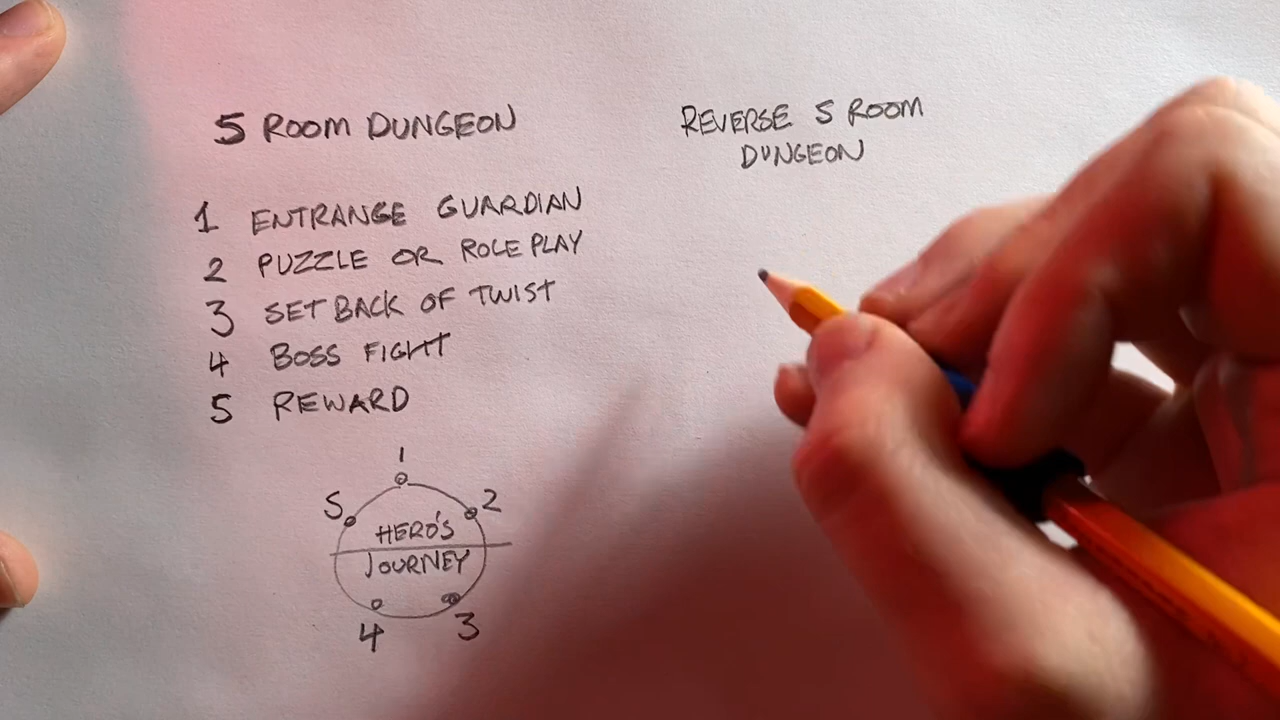 5 ROOM DUNGEON
1 ENTRANGE GUARDIAN
2 PUZZLE OR ROLE PLAY
3 SET BACK OF TWIST
4 BOSS FIGHT
5 REWARD
1
5
2
HERO'S
JOURNEY
4
3
REVERSE 5 ROOM
DUNGEON